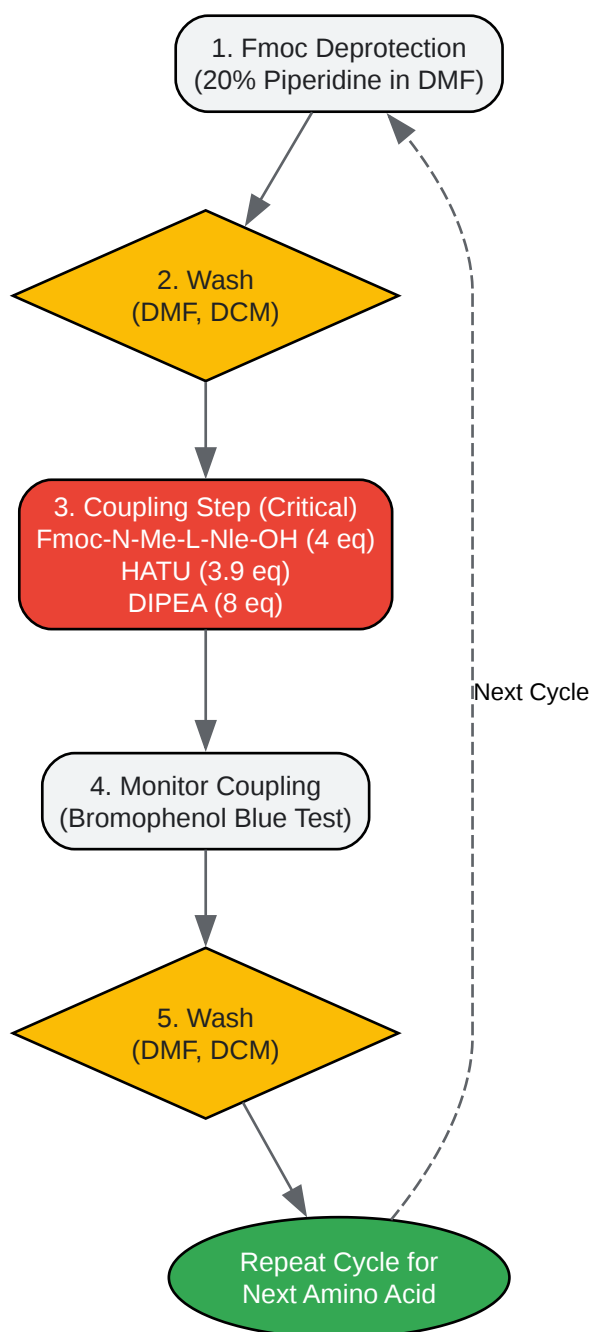 1. Fmoc Deprotection
(20% Piperidine in DMF)
2. Wash
(DMF, DCM)
3. Coupling Step (Critical)
Fmoc-N-Me-L-Nle-OH (4 eq)
HATU (3.9 eq)
DIPEA (8 eq)
Next Cycle
4. Monitor Coupling
(Bromophenol Blue Test)
5. Wash
(DMF, DCM)
Repeat Cycle for
Next Amino Acid